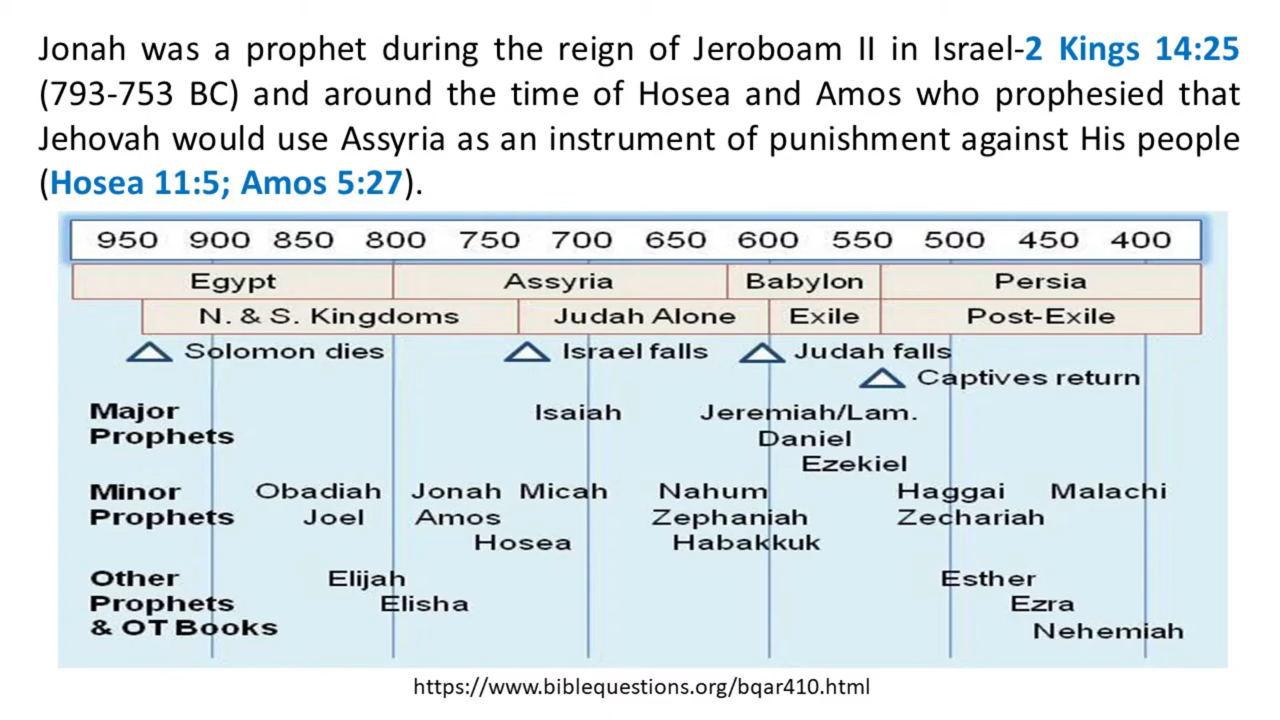 Jonah was a prophet during the reign of Jeroboam II in Israel-2 Kings 14:25
(793-753 BC) and around the time of Hosea and Amos who prophesied that
Jehovah would use Assyria as an instrument of punishment against His people
(Hosea 11:5; Amos 5:27).
950 900 850 800 750 700 650 600 550 500 450 400
Egypt Assyria Babylon Persia
N. & S. Kingdoms Judah Alone Exile Post-Exile
Solomon dies Israel falls Judah falls
Captives return
Major Isaiah Jeremiah/Lam.
Prophets Daniel
Ezekiel
Minor Obadiah Jonah Micah Nahum Haggai Malachi
Prophets Joel Amos Zephaniah Zechariah
Hosea Habakkuk
Other Elijah Esther
Prophets Elisha Ezra
& OT Books Nehemiah
https://www.biblequestions.org/bqar410.html